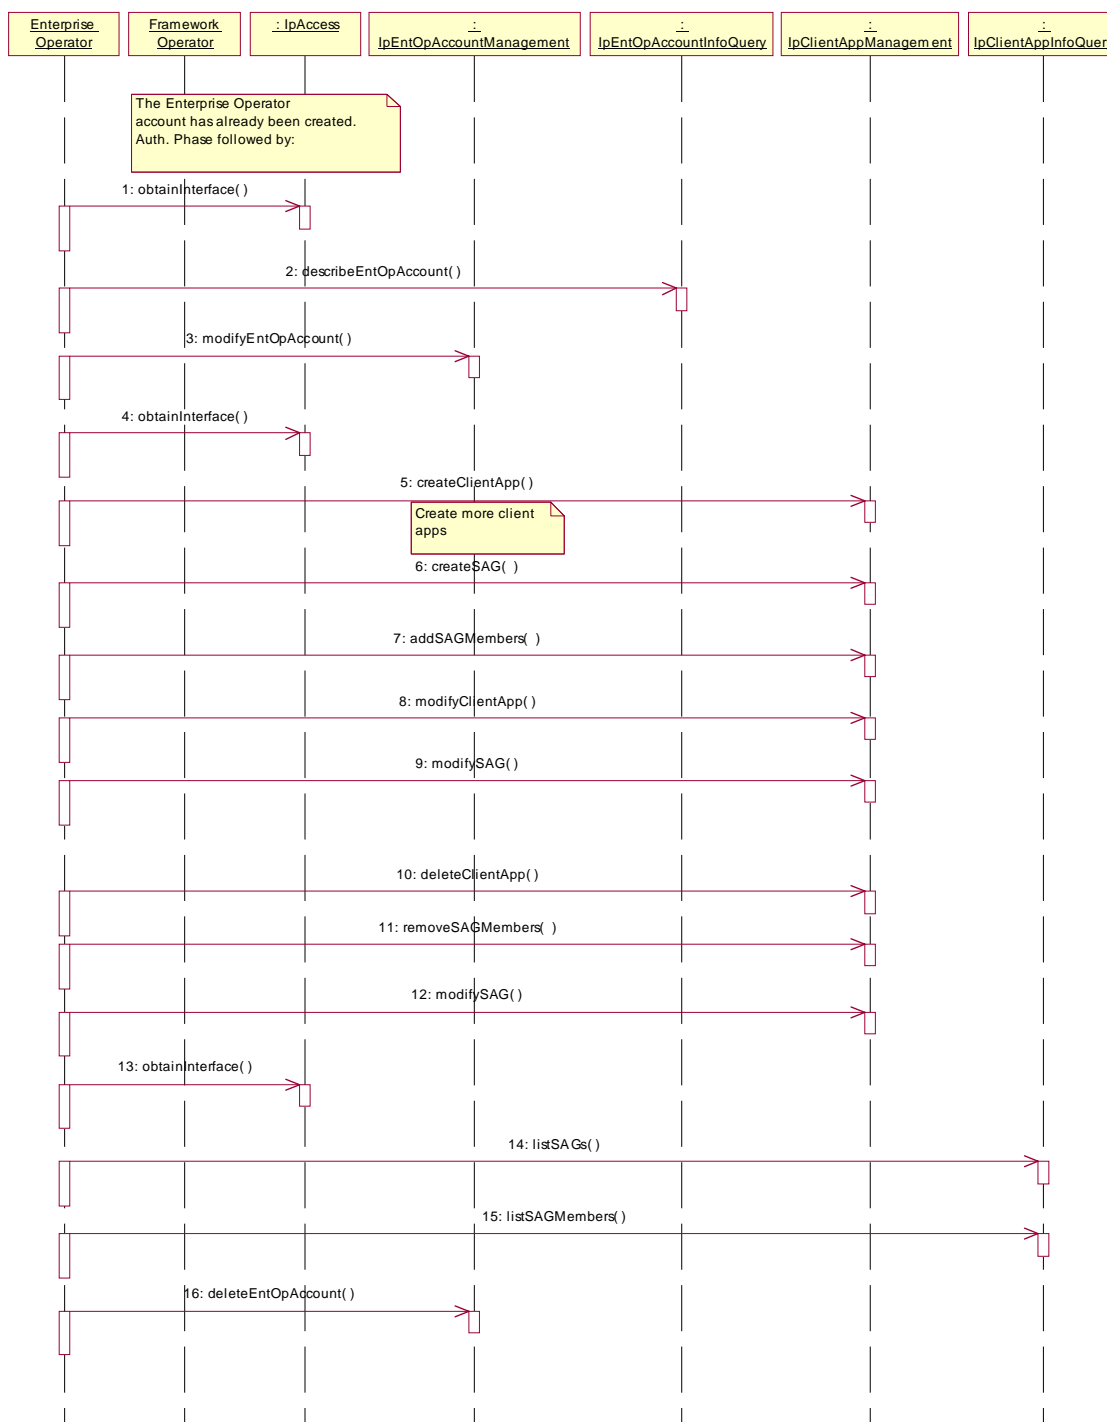 Enterprise
Operator
Framework
Operator
: IpAccess
:
IpEntOpAccountManagement
:
IpEntOpAccountInfoQuery
:
IpClientAppManagement
:
IpClientAppInfoQuer
The Enterprise Operator
account has already been created.
Auth. Phase followed by:
1: obtainInterface( )
2: describeEntOpAccount( )
3: modifyEntOpAccount( )
4: obtainInterface( )
5: createClientApp( )
Create more client
apps
6: createSAG( )
7: addSAGMembers( )
8: modifyClientApp( )
9: modifySAG( )
10: deleteClientApp( )
11: removeSAGMembers( )
12: modifySAG( )
13: obtainInterface( )
14: listSAGs( )
15: listSAGMembers( )
16: deleteEntOpAccount( )